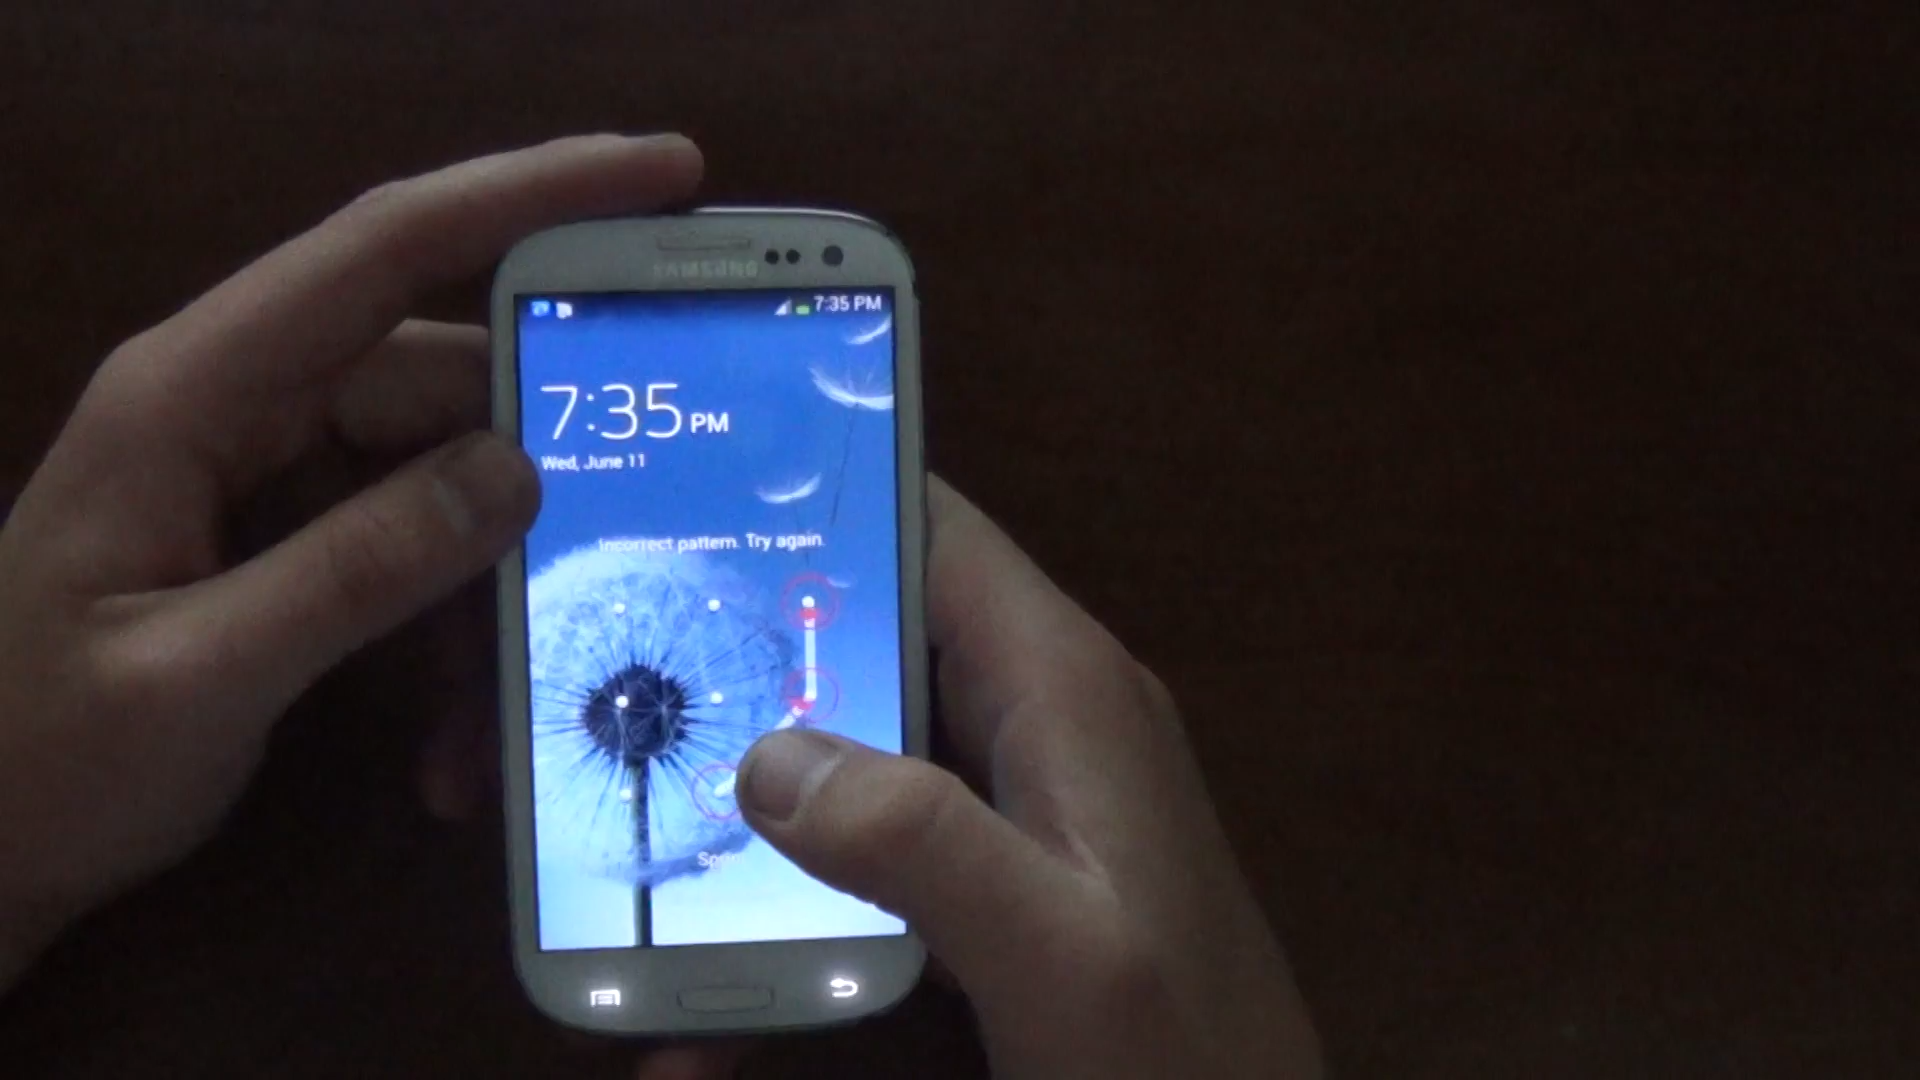 SAMSUNG
7:35 PM
7:35 PM
Wed, June 11
Incorrect pattern. Try again.